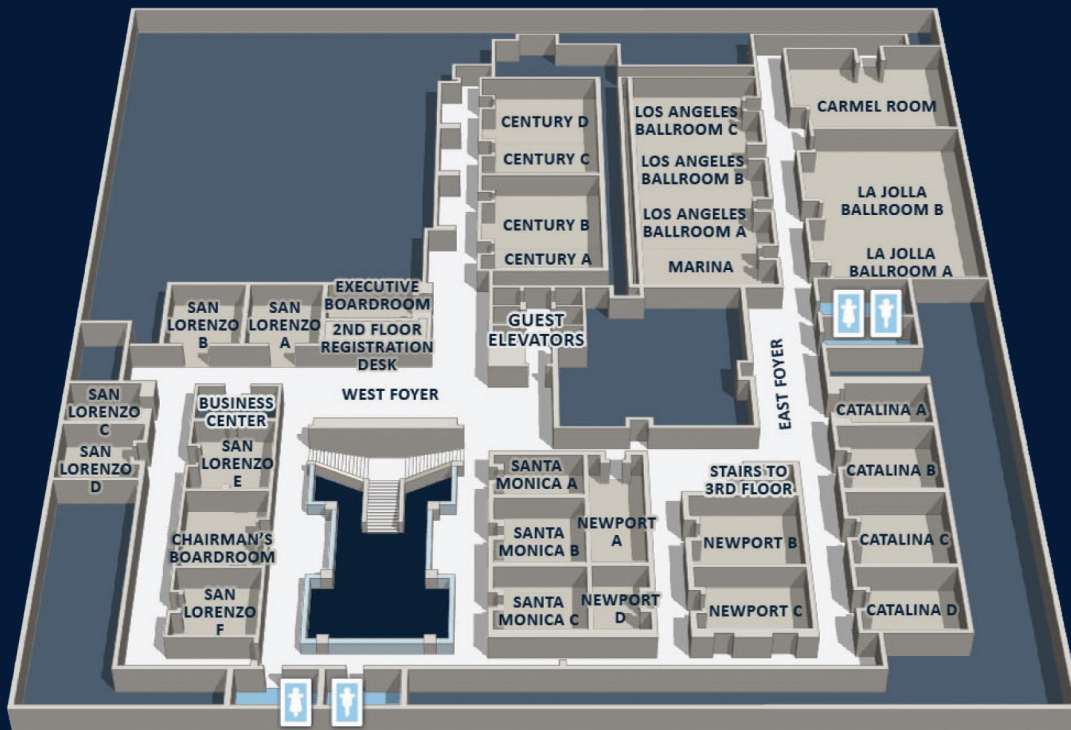 CARMEL ROOM
CENTURY D
LOS ANGELES
BALLROOM C
CENTURY C
LOS ANGELES
BALLROOM B
LA JOLLA
BALLROOM B
CENTURY B
LOS ANGELES
BALLROOM A
CENTURY A
MARINA
LA JOLLA
BALLROOM A
EXECUTIVE
BOARDROOM
SAN
LORENZO
B
SAN
LORENZO
A
2ND FLOOR
REGISTRATION
DESK
GUEST
ELEVATORS
WEST FOYER
EAST FOYER
SAN
LORENZO
C
BUSINESS
CENTER
CATALINA A
SAN
LORENZO
D
SAN
LORENZO
E
SANTA
MONICA A
STAIRS TO
3RD FLOOR
CATALINA B
CHAIRMAN'S
BOARDROOM
SANTA
MONICA B
NEWPORT
A
NEWPORT B
CATALINA C
SAN
LORENZO
F
SANTA
MONICA C
NEWPORT
D
NEWPORT C
CATALINA D